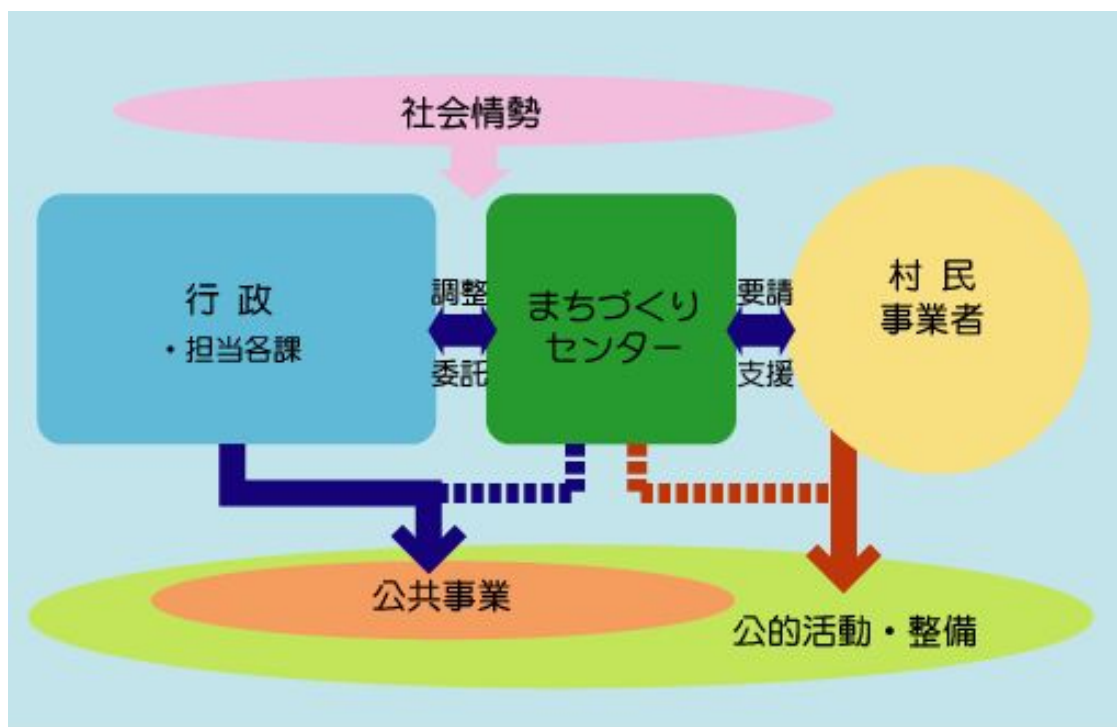 社会情勢
行 政
・担当各課
調整
委託
まちづくり
センター
要請
支援
村 民
事業者
公共事業
公的活動・整備